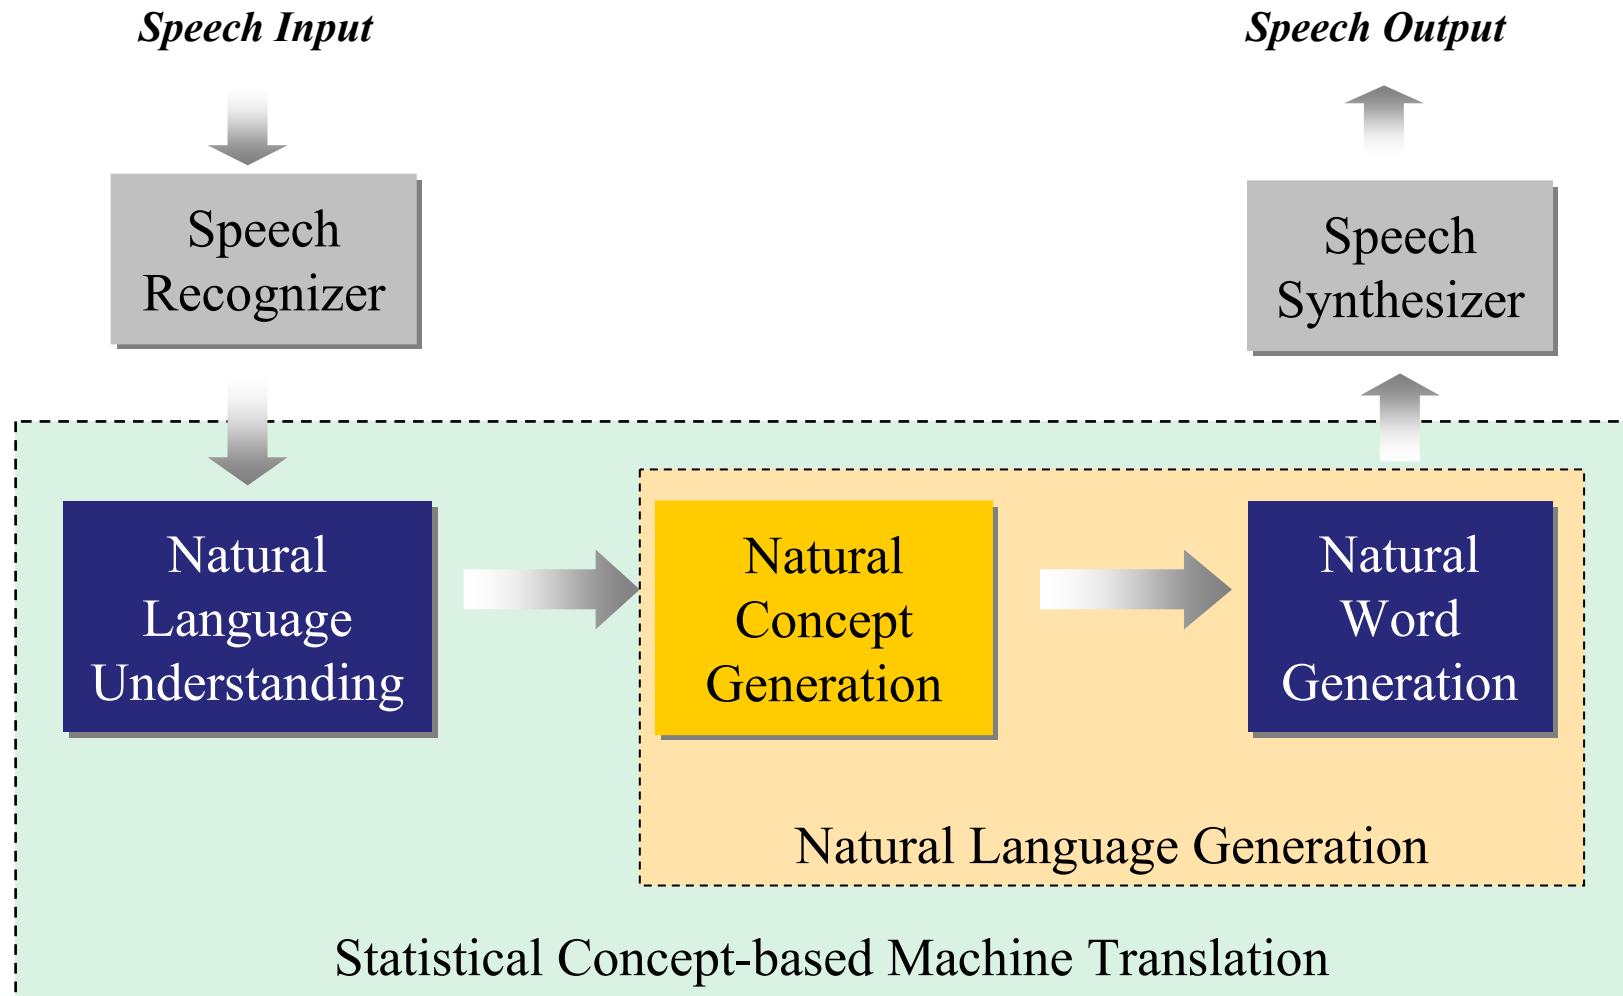 Speech Input
Speech Output
Speech
Recognizer
Speech
Synthesizer
Natural
Language
Understanding
Natural
Concept
Generation
Natural
Word
Generation
Natural Language Generation
Statistical Concept-based Machine Translation